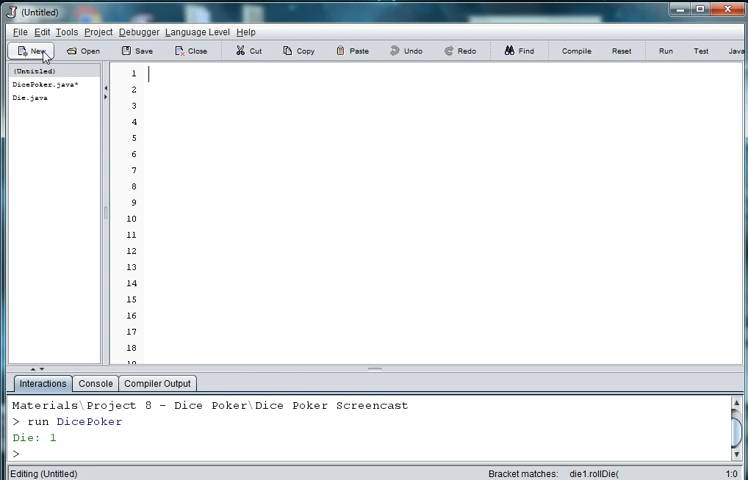 (Untitled)
File Edit Tools Project Debugger Language Level Help
New Open Save Close Cut Copy Paste Undo Redo Find Compile Reset Run Test Java
(Untitled)
DicePoker.java*
Die.java
1
2
3
4
5
6
7
8
9
10
11
12
13
14
15
16
17
18
19
Interactions Console Compiler Output
Materials\Project 8 - Dice Poker\Dice Poker Screencast
> run DicePoker
Die: 1
>
Editing (Untitled) Bracket matches: die1.rollDie( 1:0